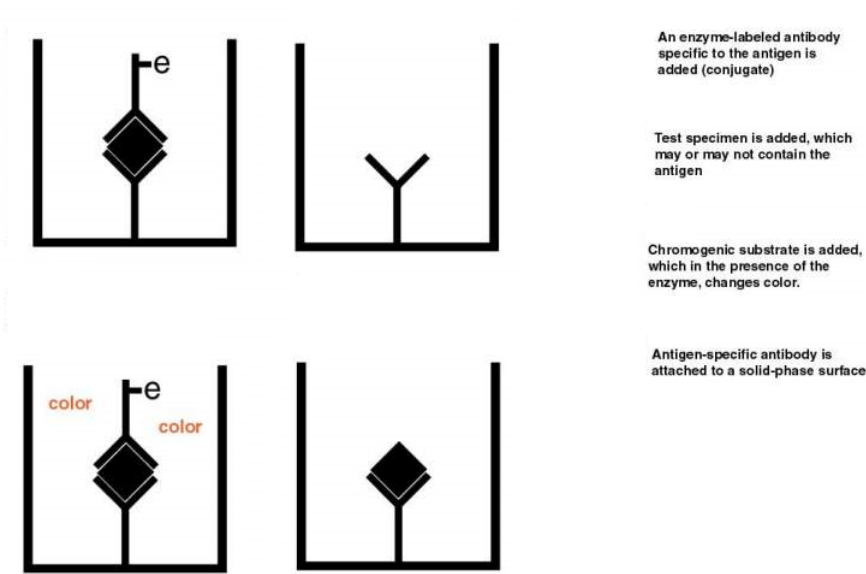 e
An enzyme-labeled antibody
specific to the antigen is
added (conjugate)
Test specimen is added, which
may or may not contain the
antigen
Chromogenic substrate is added,
which in the presence of the
enzyme, changes color.
Antigen-specific antibody is
attached to a solid-phase surface
e
color
color